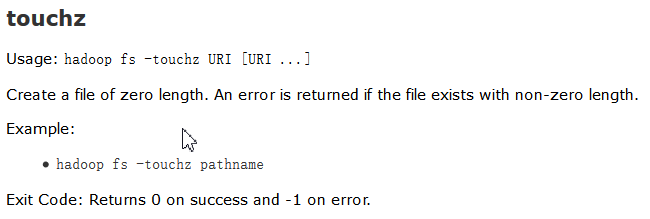 touchz
Usage: hadoop fs -touchz URI [URI ...]
Create a file of zero length. An error is returned if the file exists with non-zero length.
Example:
• hadoop fs -touchz pathname
Exit Code: Returns 0 on success and -1 on error.